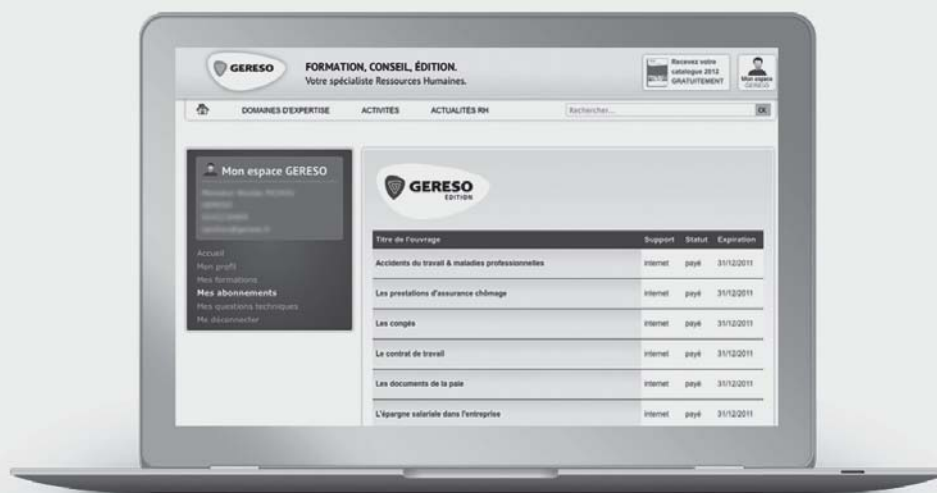 GERESO
FORMATION, CONSEIL, ÉDITION.
Votre spécialiste Ressources Humaines.
Recevez votre
catalogue 2012
GRATUITEMENT
Mon espace
GERESO
DOMAINES D'EXPERTISE ACTIVITÉS ACTUALITÉS RH Rechercher... OK
Mon espace GERESO
Accueil
Mon profil
Mes formations
Mes abonnements
Mes questions techniques
Me déconnecter
GERESO
EDITION
Titre de l'ouvrage Support Statut Expiration
Accidents du travail & maladies professionnelles internet payé 31/12/2011
Les prestations d'assurance chômage internet payé 31/12/2011
Les congés internet payé 31/12/2011
Le contrat de travail internet payé 31/12/2011
Les documents de la paie internet payé 31/12/2011
L'épargne salariale dans l'entreprise internet payé 31/12/2011